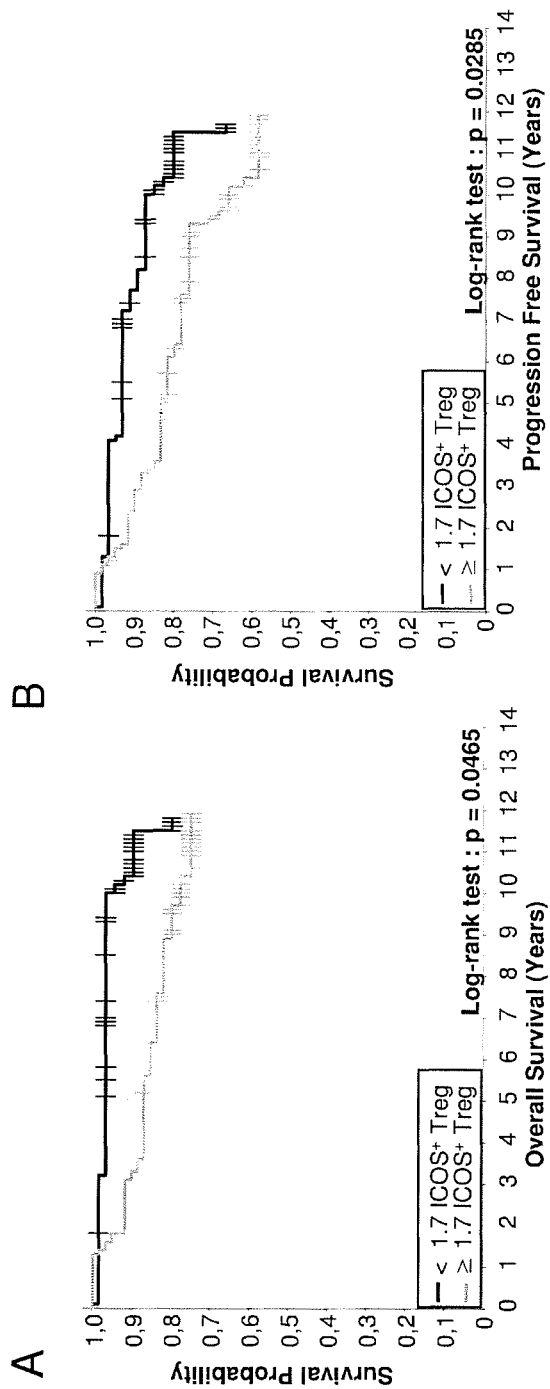 A
Survival Probability
1,0
0,9
0,8
0,7
0,6
0,5
0,4
0,3
0,2
0,1
0
< 1.7 ICOS+ Treg
≥ 1.7 ICOS+ Treg
Log-rank test : p = 0.0465
0 1 2 3 4 5 6 7 8 9 10 11 12 13 14
Overall Survival (Years)
B
Survival Probability
1,0
0,9
0,8
0,7
0,6
0,5
0,4
0,3
0,2
0,1
0
< 1.7 ICOS+ Treg
≥ 1.7 ICOS+ Treg
Log-rank test : p = 0.0285
0 1 2 3 4 5 6 7 8 9 10 11 12 13 14
Progression Free Survival (Years)